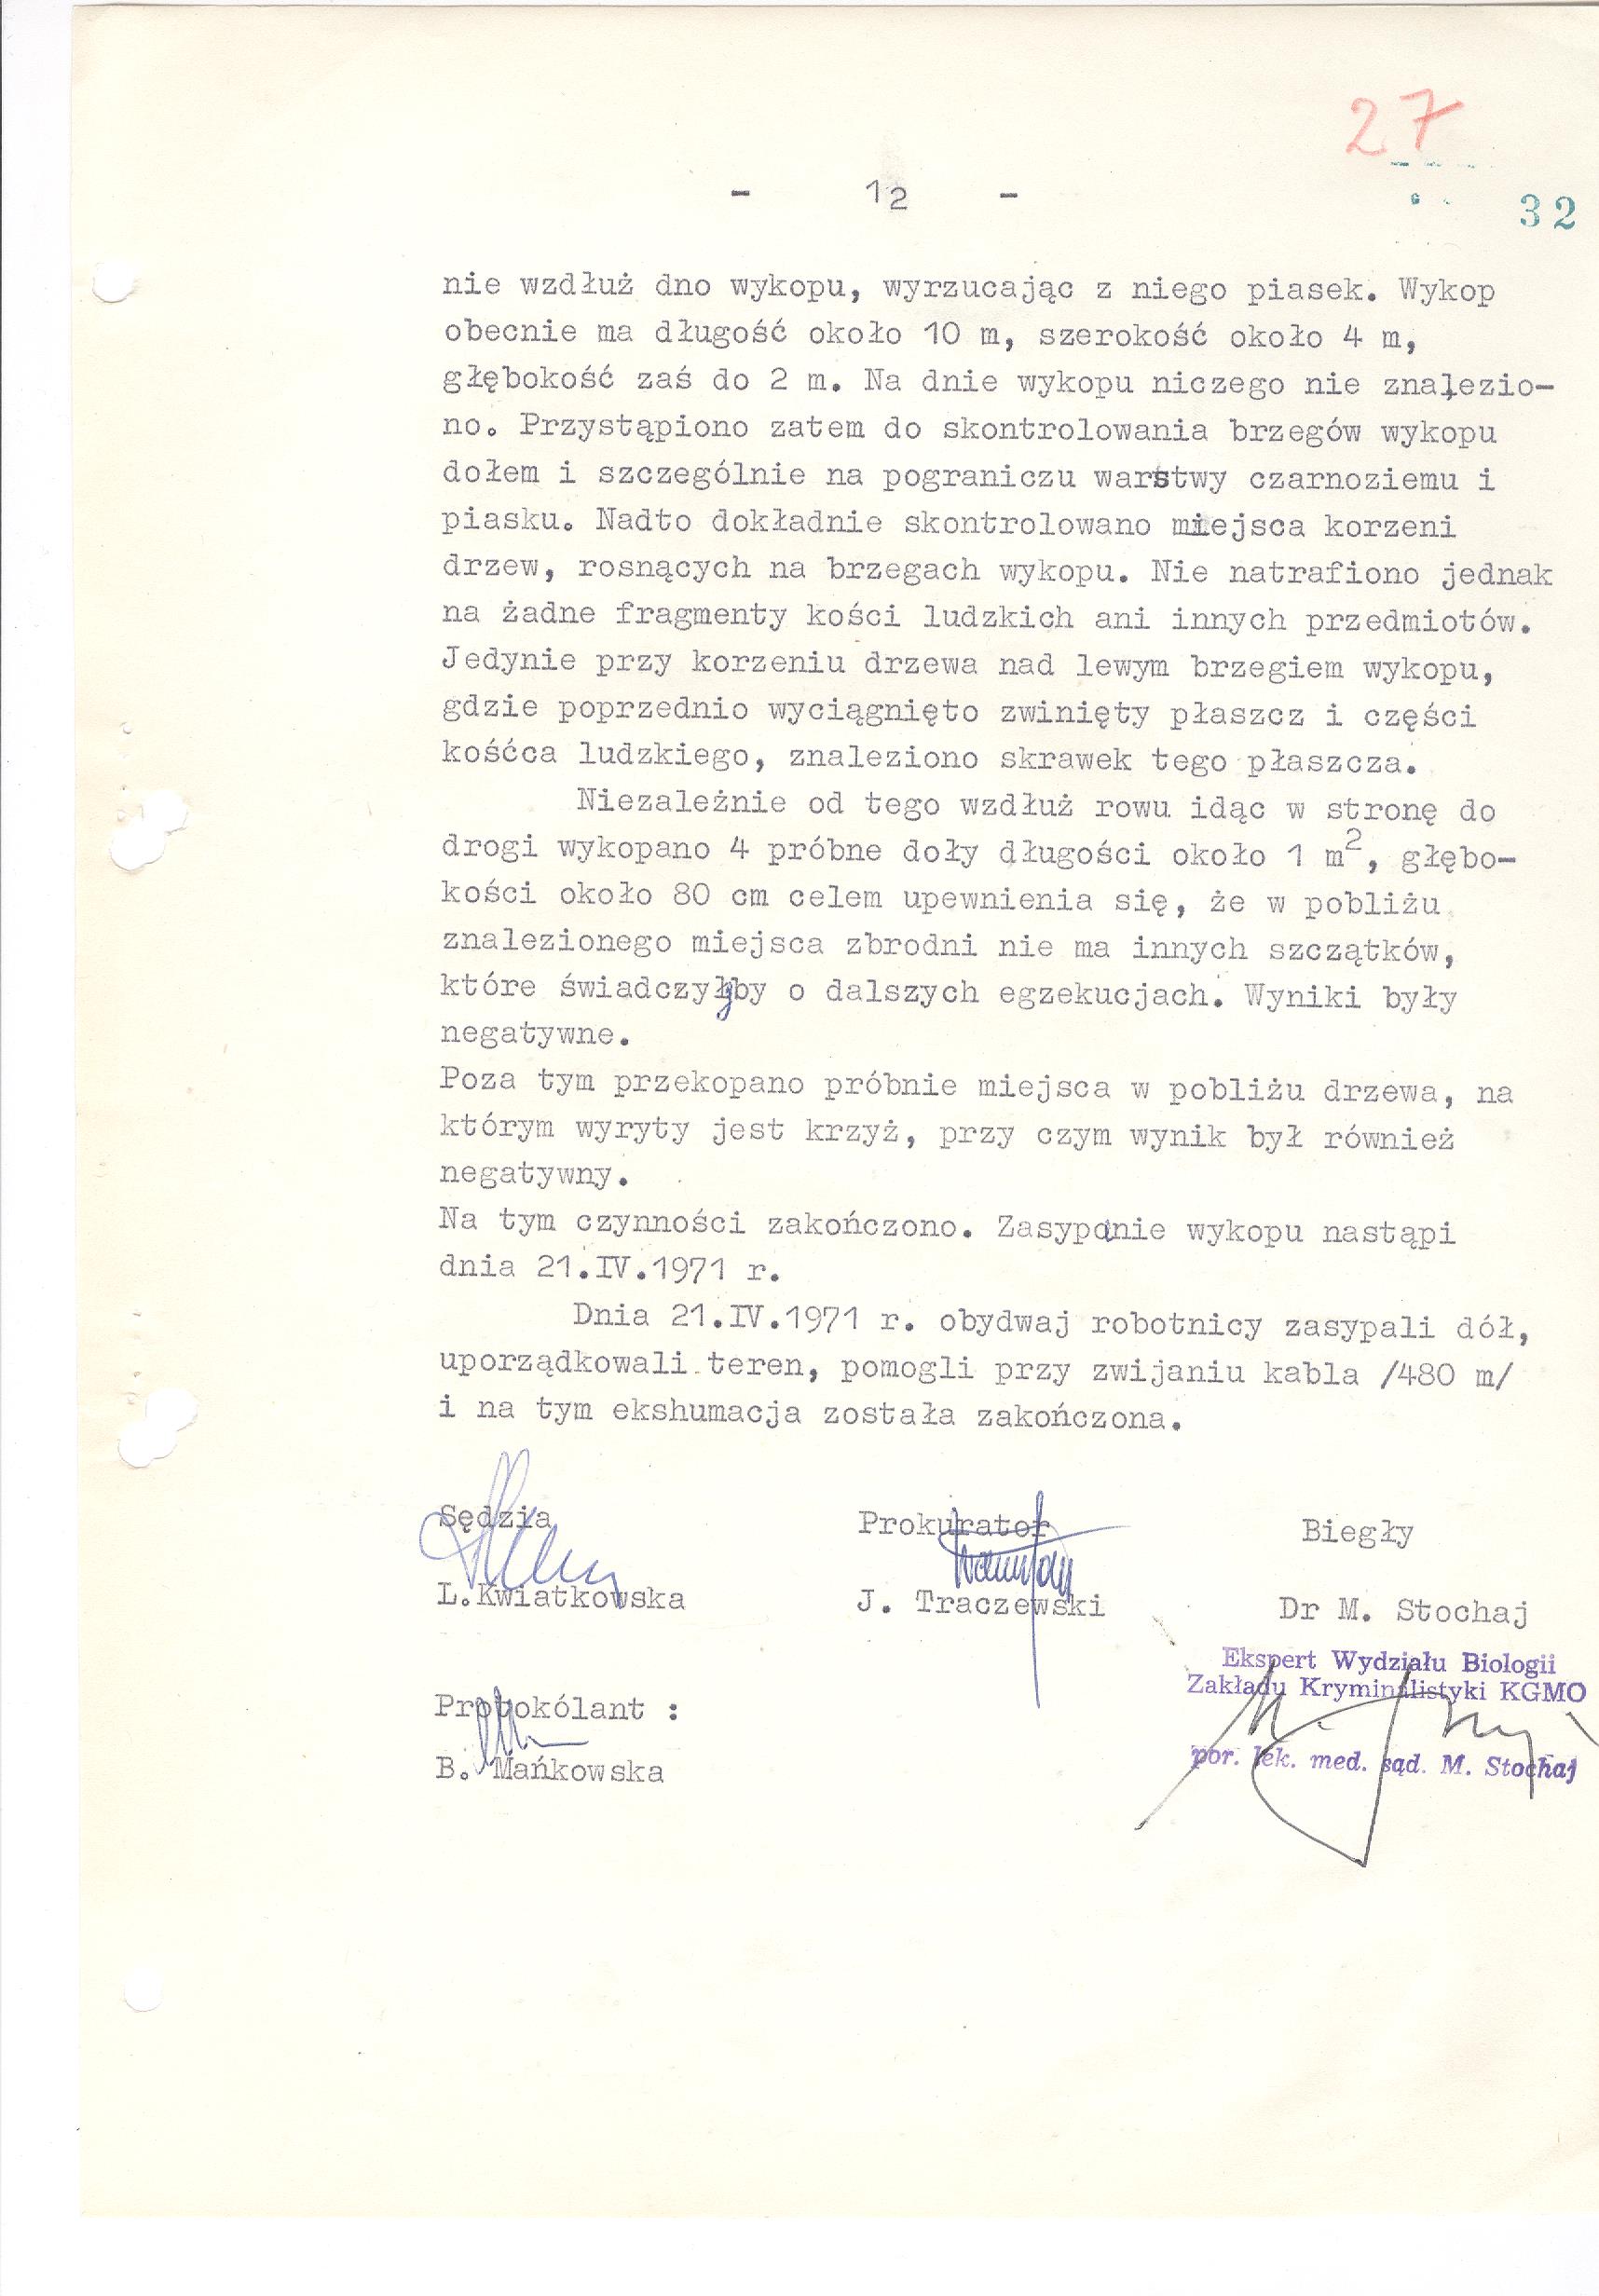 27
- 12 -
32
nie wzdłuż dno wykopu, wyrzucając z niego piasek. Wykop
obecnie ma długość około 10 m, szerokość około 4 m,
głębokość zaś do 2 m. Na dnie wykopu niczego nie znalezio-
no. Przystąpiono zatem do skontrolowania brzegów wykopu
dołem i szczególnie na pograniczu warstwy czarnoziemu i
piasku. Nadto dokładnie skontrolowano miejsca korzeni
drzew, rosnących na brzegach wykopu. Nie natrafiono jednak
na żadne fragmenty kości ludzkich ani innych przedmiotów.
Jedynie przy korzeniu drzewa nad lewym brzegiem wykopu,
gdzie poprzednio wyciągnięto zwinięty płaszcz i części
kośćca ludzkiego, znaleziono skrawek tego płaszcza.
Niezależnie od tego wzdłuż rowu idąc w stronę do
drogi wykopano 4 próbne doły długości około 1 m², głębo-
kości około 80 cm celem upewnienia się, że w pobliżu
znalezionego miejsca zbrodni nie ma innych szczątków,
które świadczyłyby o dalszych egzekucjach. Wyniki były
negatywne.
Poza tym przekopano próbnie miejsca w pobliżu drzewa, na
którym wyryty jest krzyż, przy czym wynik był również
negatywny.
Na tym czynności zakończono. Zasypanie wykopu nastąpi
dnia 21.IV.1971 r.
Dnia 21.IV.1971 r. obydwaj robotnicy zasypali dół,
uporządkowali teren, pomogli przy zwijaniu kabla /480 m/
i na tym ekshumacja została zakończona.
Sędzia Prokurator Biegły
L.Kwiatkowska J. Traczewski Dr M. Stochaj
Ekspert Wydziału Biologii
Zakładu Kryminalistyki KGMO
por. lek. med. sąd. M. Stochaj
Protokólant :
B. Mańkowska